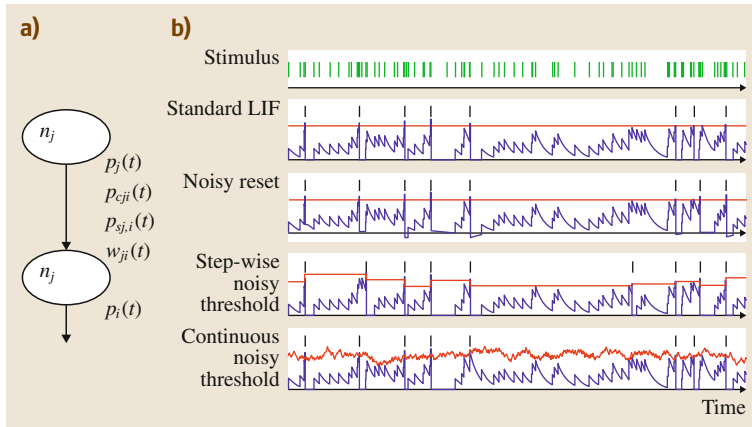 a)
n_j
p_j(t)
p_cji(t)
p_sj,i(t)
w_ji(t)
n_j
p_i(t)
b)
Stimulus
Standard LIF
Noisy reset
Step-wise
noisy
threshold
Continuous
noisy
threshold
Time